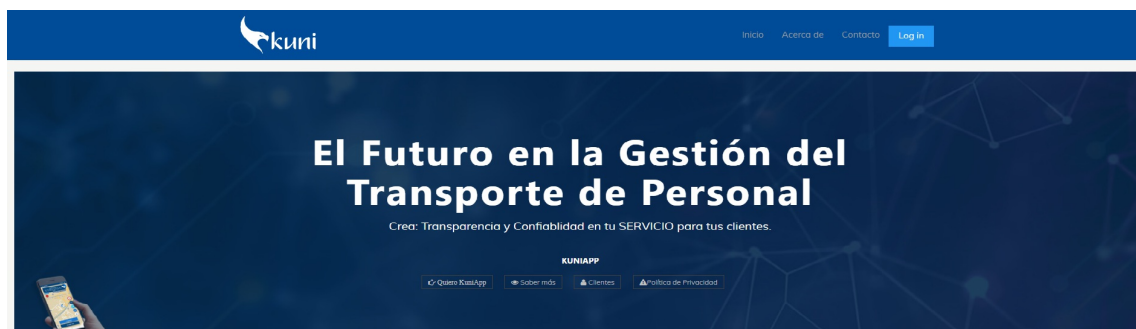 kuni
Inicio Acerca de Contacto Log in
El Futuro en la Gestión del
Transporte de Personal
Crea: Transparencia y Confiablidad en tu SERVICIO para tus clientes.
KUNIAPP
Quiero KuniApp Saber más Clientes Política de Privacidad